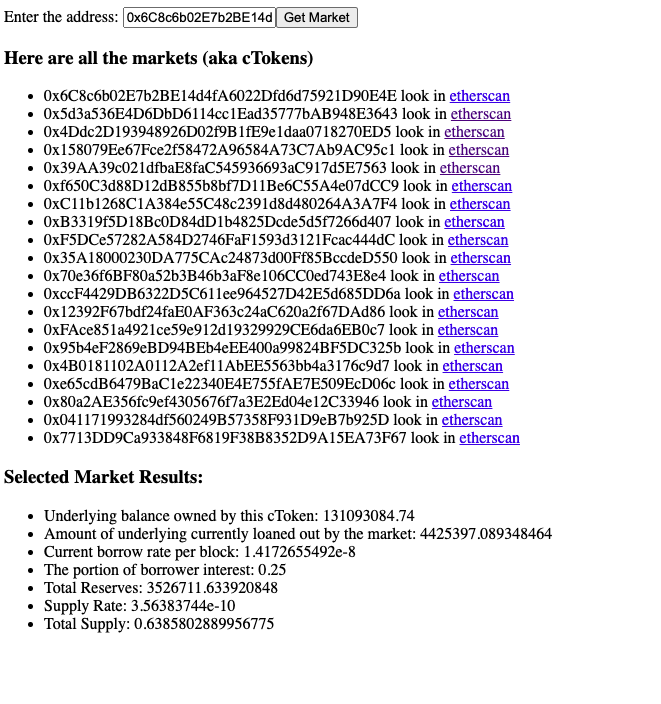 Enter the address: 0x6C8c6b02E7b2BE14d Get Market
Here are all the markets (aka cTokens)
0x6C8c6b02E7b2BE14d4fA6022Dfd6d75921D90E4E look in etherscan
0x5d3a536E4D6DbD6114cc1Ead35777bAB948E3643 look in etherscan
0x4Ddc2D193948926D02f9B1fE9e1daa0718270ED5 look in etherscan
0x158079Ee67Fce2f58472A96584A73C7Ab9AC95c1 look in etherscan
0x39AA39c021dfbaE8faC545936693aC917d5E7563 look in etherscan
0xf650C3d88D12dB855b8bf7D11Be6C55A4e07dCC9 look in etherscan
0xC11b1268C1A384e55C48c2391d8d480264A3A7F4 look in etherscan
0xB3319f5D18Bc0D84dD1b4825Dcde5d5f7266d407 look in etherscan
0xF5DCe57282A584D2746FaF1593d3121Fcac444dC look in etherscan
0x35A18000230DA775CAc24873d00Ff85BccdeD550 look in etherscan
0x70e36f6BF80a52b3B46b3aF8e106CC0ed743E8e4 look in etherscan
0xccF4429DB6322D5C611ee964527D42E5d685DD6a look in etherscan
0x12392F67bdf24faE0AF363c24aC620a2f67DAd86 look in etherscan
0xFAce851a4921ce59e912d19329929CE6da6EB0c7 look in etherscan
0x95b4eF2869eBD94BEb4eEE400a99824BF5DC325b look in etherscan
0x4B0181102A0112A2ef11AbEE5563bb4a3176c9d7 look in etherscan
0xe65cdB6479BaC1e22340E4E755fAE7E509EcD06c look in etherscan
0x80a2AE356fc9ef4305676f7a3E2Ed04e12C33946 look in etherscan
0x041171993284df560249B57358F931D9eB7b925D look in etherscan
0x7713DD9Ca933848F6819F38B8352D9A15EA73F67 look in etherscan
Selected Market Results:
Underlying balance owned by this cToken: 131093084.74
Amount of underlying currently loaned out by the market: 4425397.089348464
Current borrow rate per block: 1.4172655492e-8
The portion of borrower interest: 0.25
Total Reserves: 3526711.633920848
Supply Rate: 3.56383744e-10
Total Supply: 0.6385802889956775